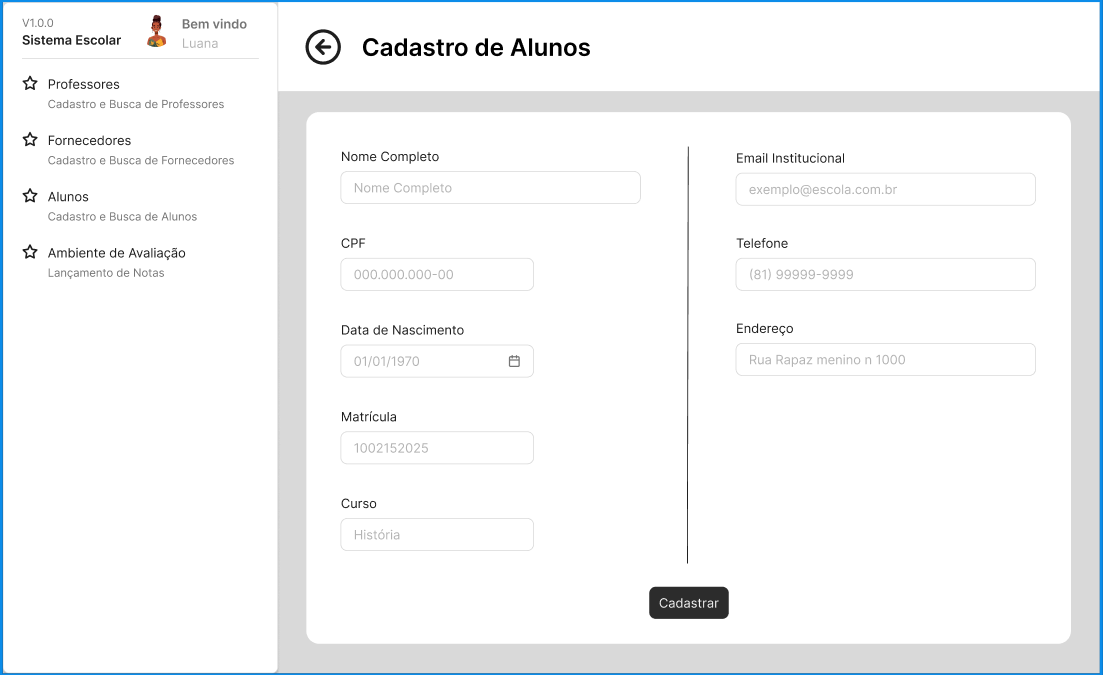 V1.0.0
Sistema Escolar
Bem vindo
Luana
Professores
Cadastro e Busca de Professores
Fornecedores
Cadastro e Busca de Fornecedores
Alunos
Cadastro e Busca de Alunos
Ambiente de Avaliação
Lançamento de Notas
Cadastro de Alunos
Nome Completo
Nome Completo
CPF
000.000.000-00
Data de Nascimento
01/01/1970
Matrícula
1002152025
Curso
História
Email Institucional
exemplo@escola.com.br
Telefone
(81) 99999-9999
Endereço
Rua Rapaz menino n 1000
Cadastrar